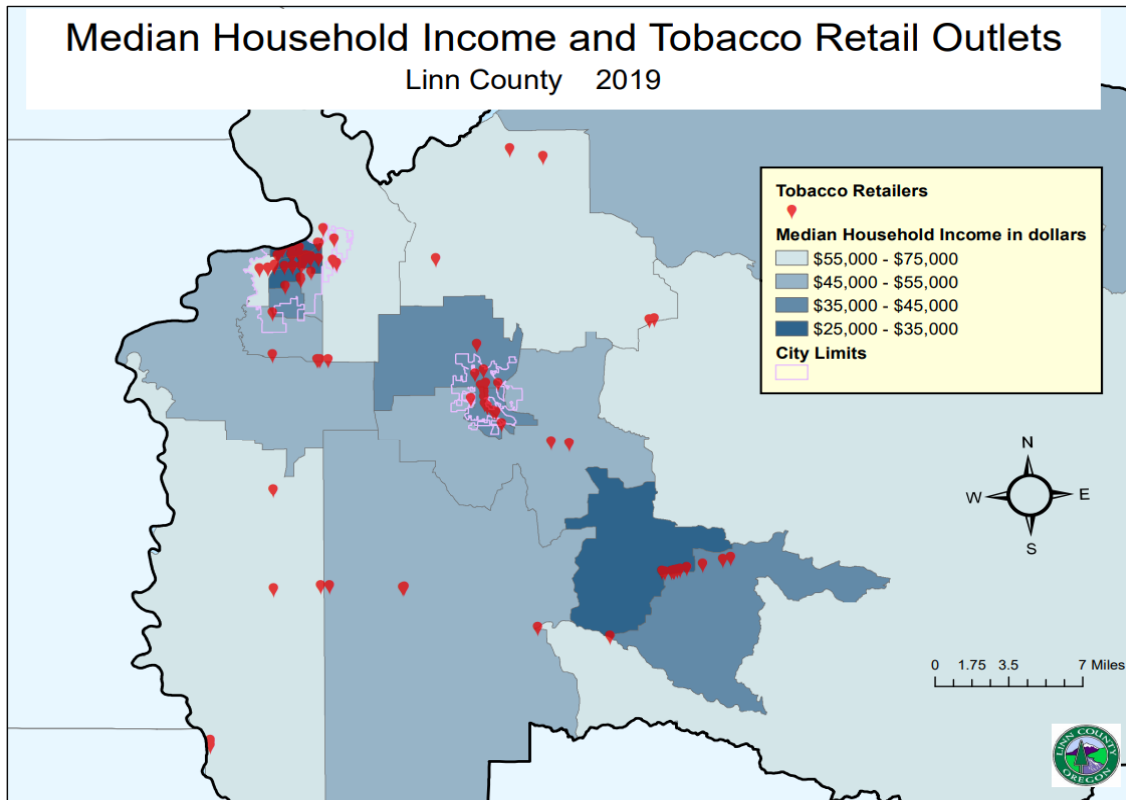 Median Household Income and Tobacco Retail Outlets
Linn County 2019
Tobacco Retailers
Median Household Income in dollars
$55,000 - $75,000
$45,000 - $55,000
$35,000 - $45,000
$25,000 - $35,000
City Limits
N
W E
S
0 1.75 3.5 7 Miles
LINN COUNTY
OREGON